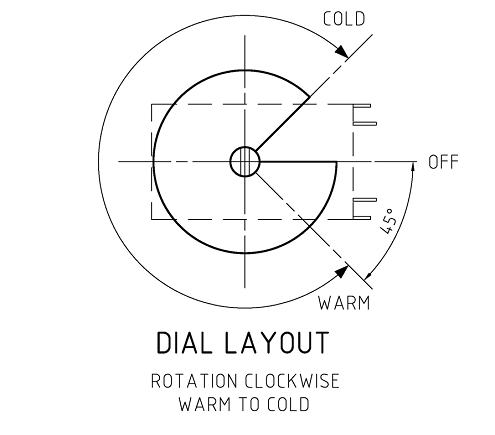 COLD
OFF
45°
WARM
DIAL LAYOUT
ROTATION CLOCKWISE
WARM TO COLD